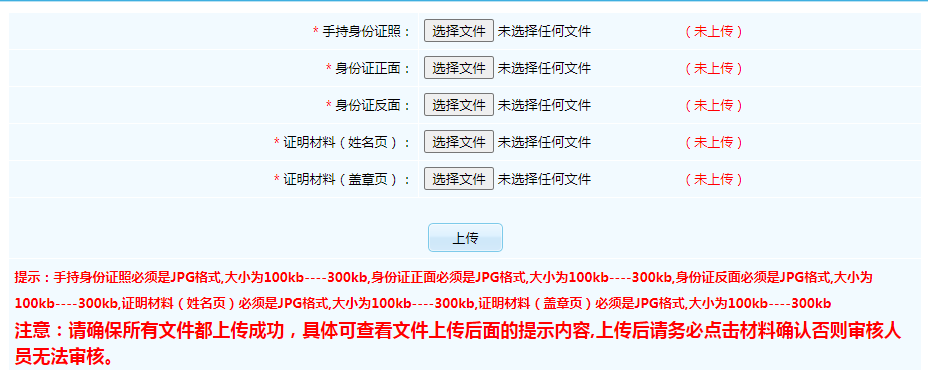 * 手持身份证照： 选择文件 未选择任何文件 （未上传）
* 身份证正面： 选择文件 未选择任何文件 （未上传）
* 身份证反面： 选择文件 未选择任何文件 （未上传）
* 证明材料（姓名页）： 选择文件 未选择任何文件 （未上传）
* 证明材料（盖章页）： 选择文件 未选择任何文件 （未上传）
上传
提示：手持身份证照必须是JPG格式,大小为100kb----300kb,身份证正面必须是JPG格式,大小为100kb----300kb,身份证反面必须是JPG格式,大小为
100kb----300kb,证明材料（姓名页）必须是JPG格式,大小为100kb----300kb,证明材料（盖章页）必须是JPG格式,大小为100kb----300kb
注意：请确保所有文件都上传成功，具体可查看文件上传后面的提示内容,上传后请务必点击材料确认否则审核人
员无法审核。